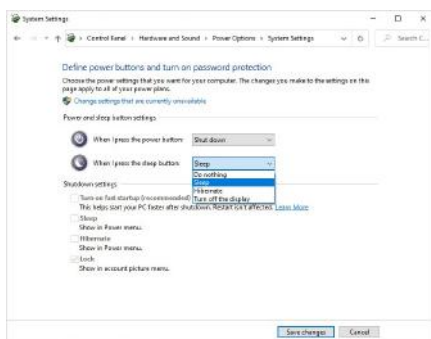 System Settings
Control Panel › Hardware and Sound › Power Options › System Settings
Search C...
Define power buttons and turn on password protection
Choose the power settings that you want for your computer. The changes you make to the settings on this
page apply to all of your power plans.
Change settings that are currently unavailable
Power and sleep button settings
When I press the power button: Shut down
When I press the sleep button: Sleep
Do nothing
Sleep
Hibernate
Turn off the display
Shutdown settings
Turn on fast startup (recommended)
This helps start your PC faster after shutdown. Restart isn't affected. Learn More
Sleep
Show in Power menu.
Hibernate
Show in Power menu.
Lock
Show in account picture menu.
Save changes Cancel